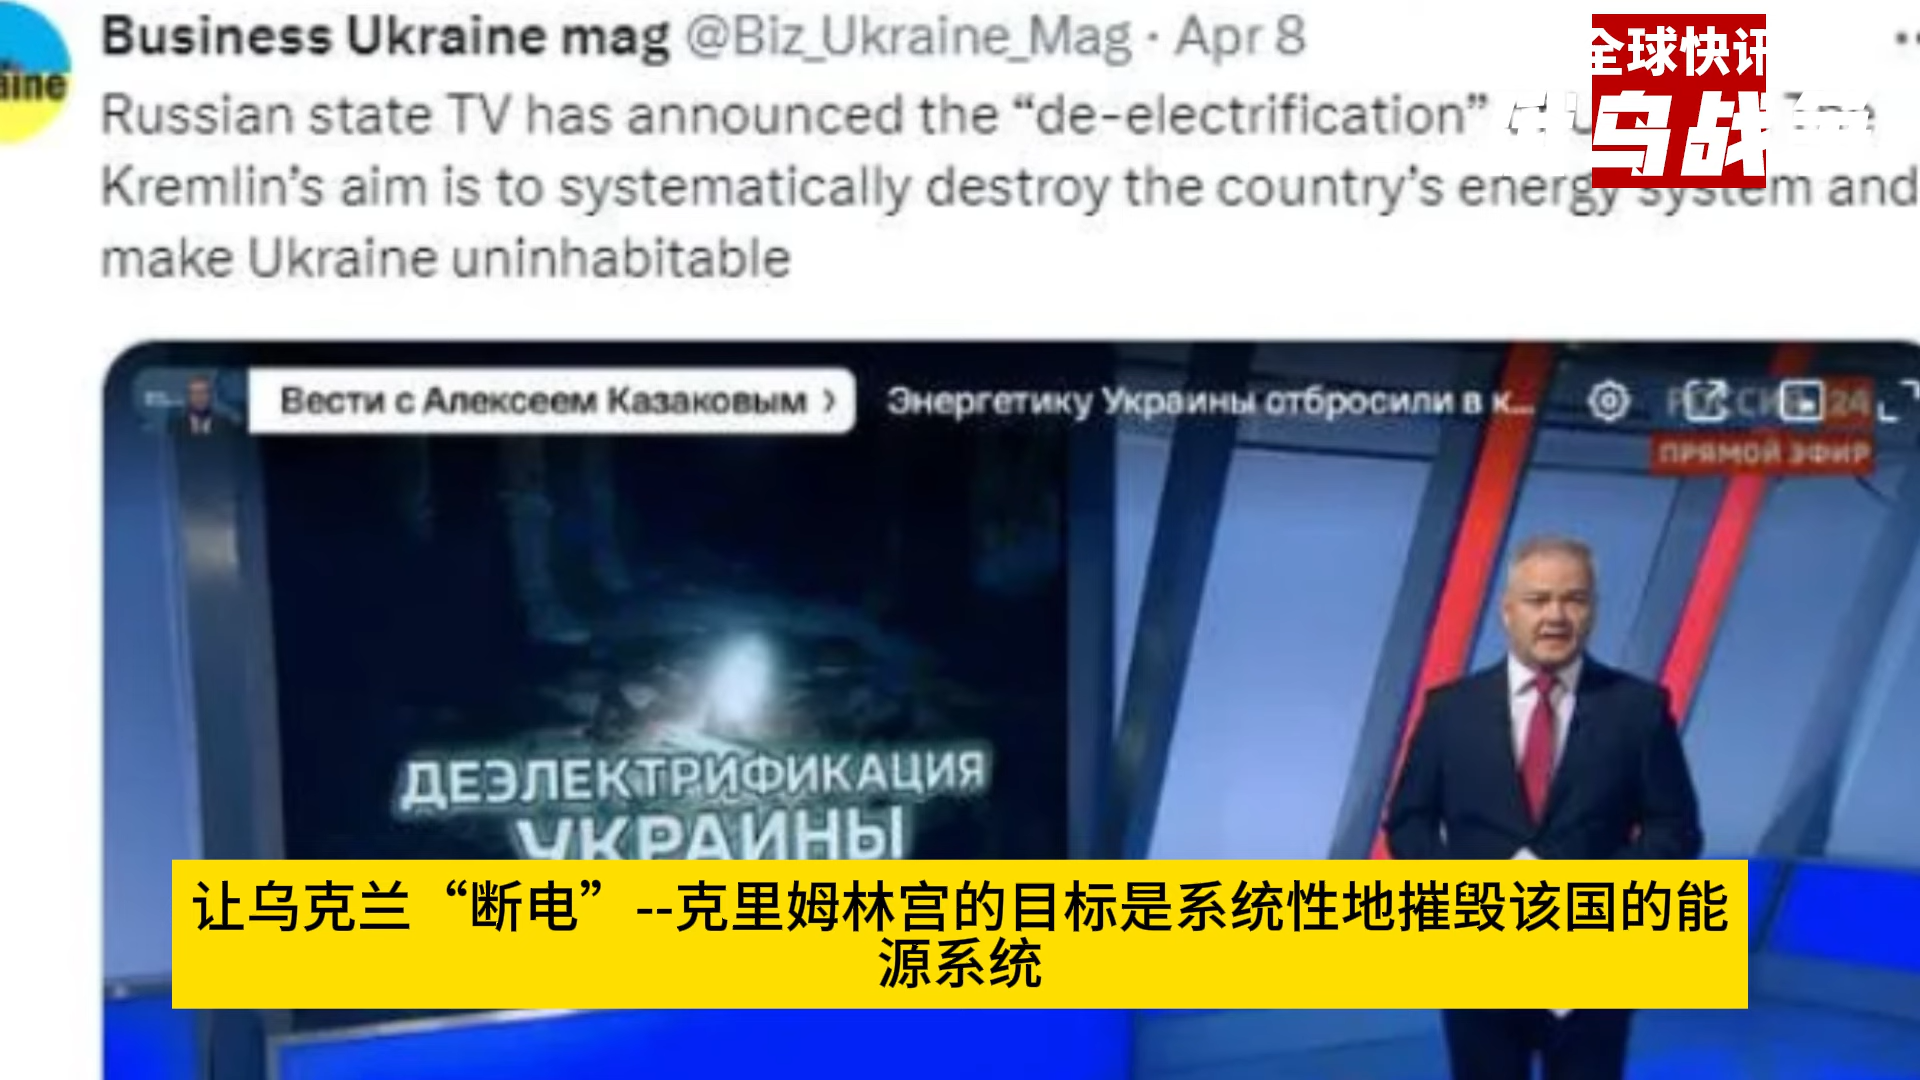 Business Ukraine mag @Biz_Ukraine_Mag · Apr 8
Russian state TV has announced the “de-electrification”
Kremlin’s aim is to systematically destroy the country’s energy system and
make Ukraine uninhabitable
全球快讯
乌战
Вести с Алексеем Казаковым ›
Энергетику Украины отбросили в к...
24
ПРЯМОЙ ЭФИР
ДЕЭЛЕКТРИФИКАЦИЯ
УКРАИНЫ
让乌克兰“断电”--克里姆林宫的目标是系统性地摧毁该国的能
源系统